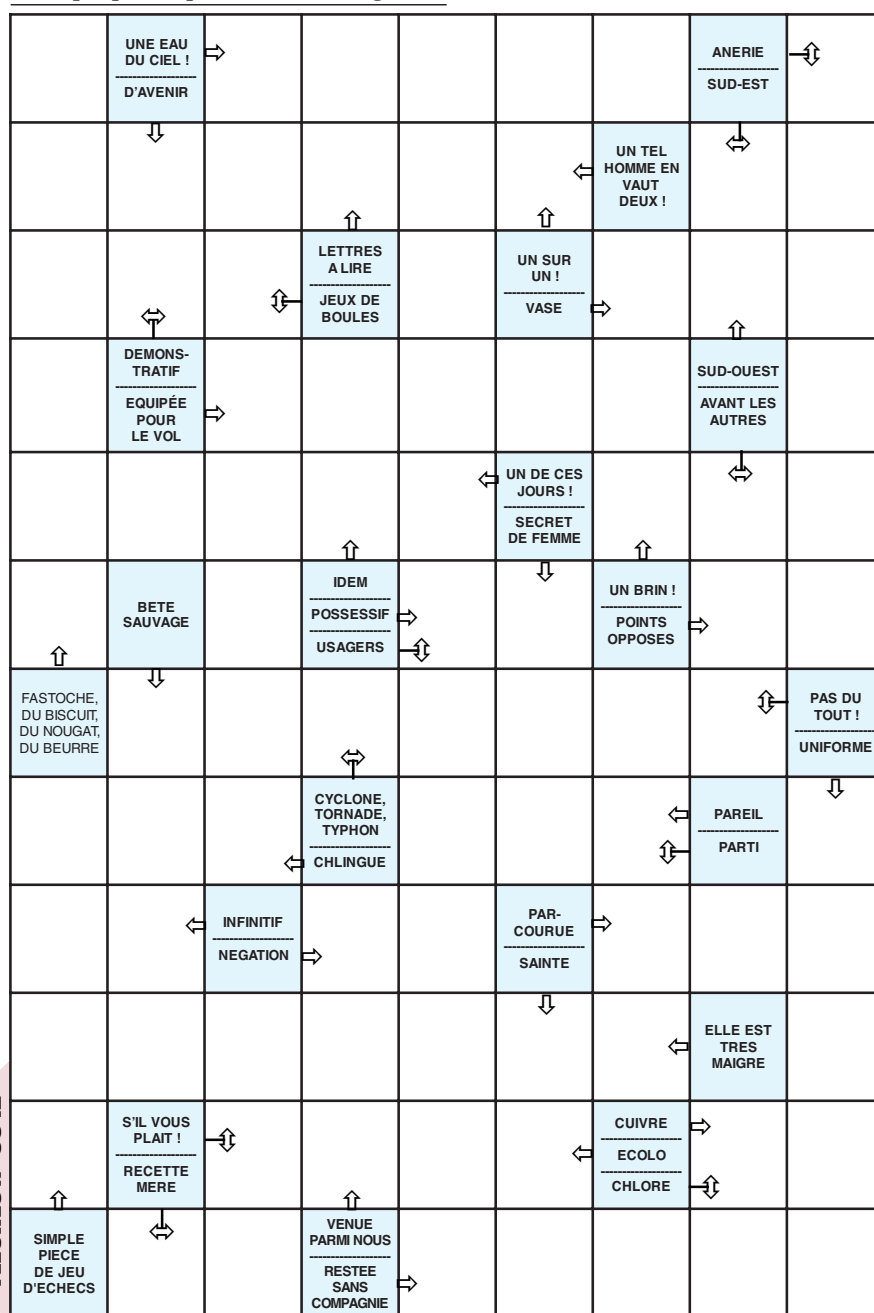 UNE EAU
DU CIEL !
D'AVENIR
ANERIE
SUD-EST
UN TEL
HOMME EN
VAUT
DEUX !
LETTRES
A LIRE
JEUX DE
BOULES
UN SUR
UN !
VASE
DEMONS-
TRATIF
EQUIPÉE
POUR
LE VOL
SUD-OUEST
AVANT LES
AUTRES
UN DE CES
JOURS !
SECRET
DE FEMME
BETE
SAUVAGE
IDEM
POSSESSIF
USAGERS
UN BRIN !
POINTS
OPPOSES
FASTOCHE,
DU BISCUIT,
DU NOUGAT,
DU BEURRE
PAS DU
TOUT !
UNIFORME
CYCLONE,
TORNADE,
TYPHON
CHLINGUE
PAREIL
PARTI
INFINITIF
NEGATION
PAR-
COURUE
SAINTE
ELLE EST
TRES
MAIGRE
S'IL VOUS
PLAIT !
RECETTE
MERE
CUIVRE
ECOLO
CHLORE
SIMPLE
PIECE
DE JEU
D'ECHECS
VENUE
PARMI NOUS
RESTEE
SANS
COMPAGNIE